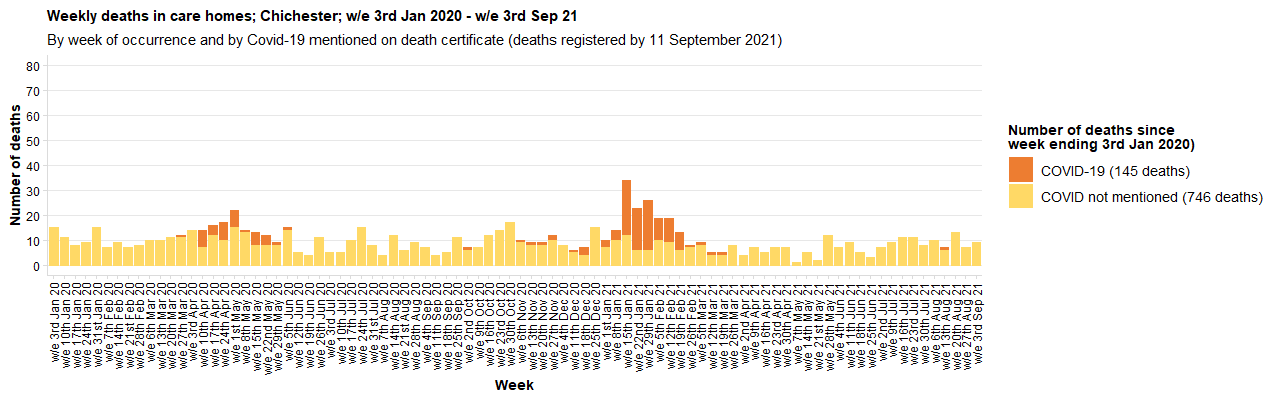 Weekly deaths in care homes; Chichester; w/e 3rd Jan 2020 - w/e 3rd Sep 21
By week of occurrence and by Covid-19 mentioned on death certificate (deaths registered by 11 September 2021)
80
70
60
50
40
30
20
10
0
Number of deaths
w/e 3rd Jan 20
w/e 10th Jan 20
w/e 17th Jan 20
w/e 24th Jan 20
w/e 31st Jan 20
w/e 7th Feb 20
w/e 14th Feb 20
w/e 21st Feb 20
w/e 28th Feb 20
w/e 6th Mar 20
w/e 13th Mar 20
w/e 20th Mar 20
w/e 27th Mar 20
w/e 3rd Apr 20
w/e 10th Apr 20
w/e 17th Apr 20
w/e 24th Apr 20
w/e 1st May 20
w/e 8th May 20
w/e 15th May 20
w/e 22nd May 20
w/e 29th May 20
w/e 5th Jun 20
w/e 12th Jun 20
w/e 19th Jun 20
w/e 26th Jun 20
w/e 3rd Jul 20
w/e 10th Jul 20
w/e 17th Jul 20
w/e 24th Jul 20
w/e 31st Jul 20
w/e 7th Aug 20
w/e 14th Aug 20
w/e 21st Aug 20
w/e 28th Aug 20
w/e 4th Sep 20
w/e 11th Sep 20
w/e 18th Sep 20
w/e 25th Sep 20
w/e 2nd Oct 20
w/e 9th Oct 20
w/e 16th Oct 20
w/e 23rd Oct 20
w/e 30th Oct 20
w/e 6th Nov 20
w/e 13th Nov 20
w/e 20th Nov 20
w/e 27th Nov 20
w/e 4th Dec 20
w/e 11th Dec 20
w/e 18th Dec 20
w/e 25th Dec 20
w/e 1st Jan 21
w/e 8th Jan 21
w/e 15th Jan 21
w/e 22nd Jan 21
w/e 29th Jan 21
w/e 5th Feb 21
w/e 12th Feb 21
w/e 19th Feb 21
w/e 26th Feb 21
w/e 5th Mar 21
w/e 12th Mar 21
w/e 19th Mar 21
w/e 26th Mar 21
w/e 2nd Apr 21
w/e 9th Apr 21
w/e 16th Apr 21
w/e 23rd Apr 21
w/e 30th Apr 21
w/e 7th May 21
w/e 14th May 21
w/e 21st May 21
w/e 28th May 21
w/e 4th Jun 21
w/e 11th Jun 21
w/e 18th Jun 21
w/e 25th Jun 21
w/e 2nd Jul 21
w/e 9th Jul 21
w/e 16th Jul 21
w/e 23rd Jul 21
w/e 30th Jul 21
w/e 6th Aug 21
w/e 13th Aug 21
w/e 20th Aug 21
w/e 27th Aug 21
w/e 3rd Sep 21
Week
Number of deaths since
week ending 3rd Jan 2020)
COVID-19 (145 deaths)
COVID not mentioned (746 deaths)